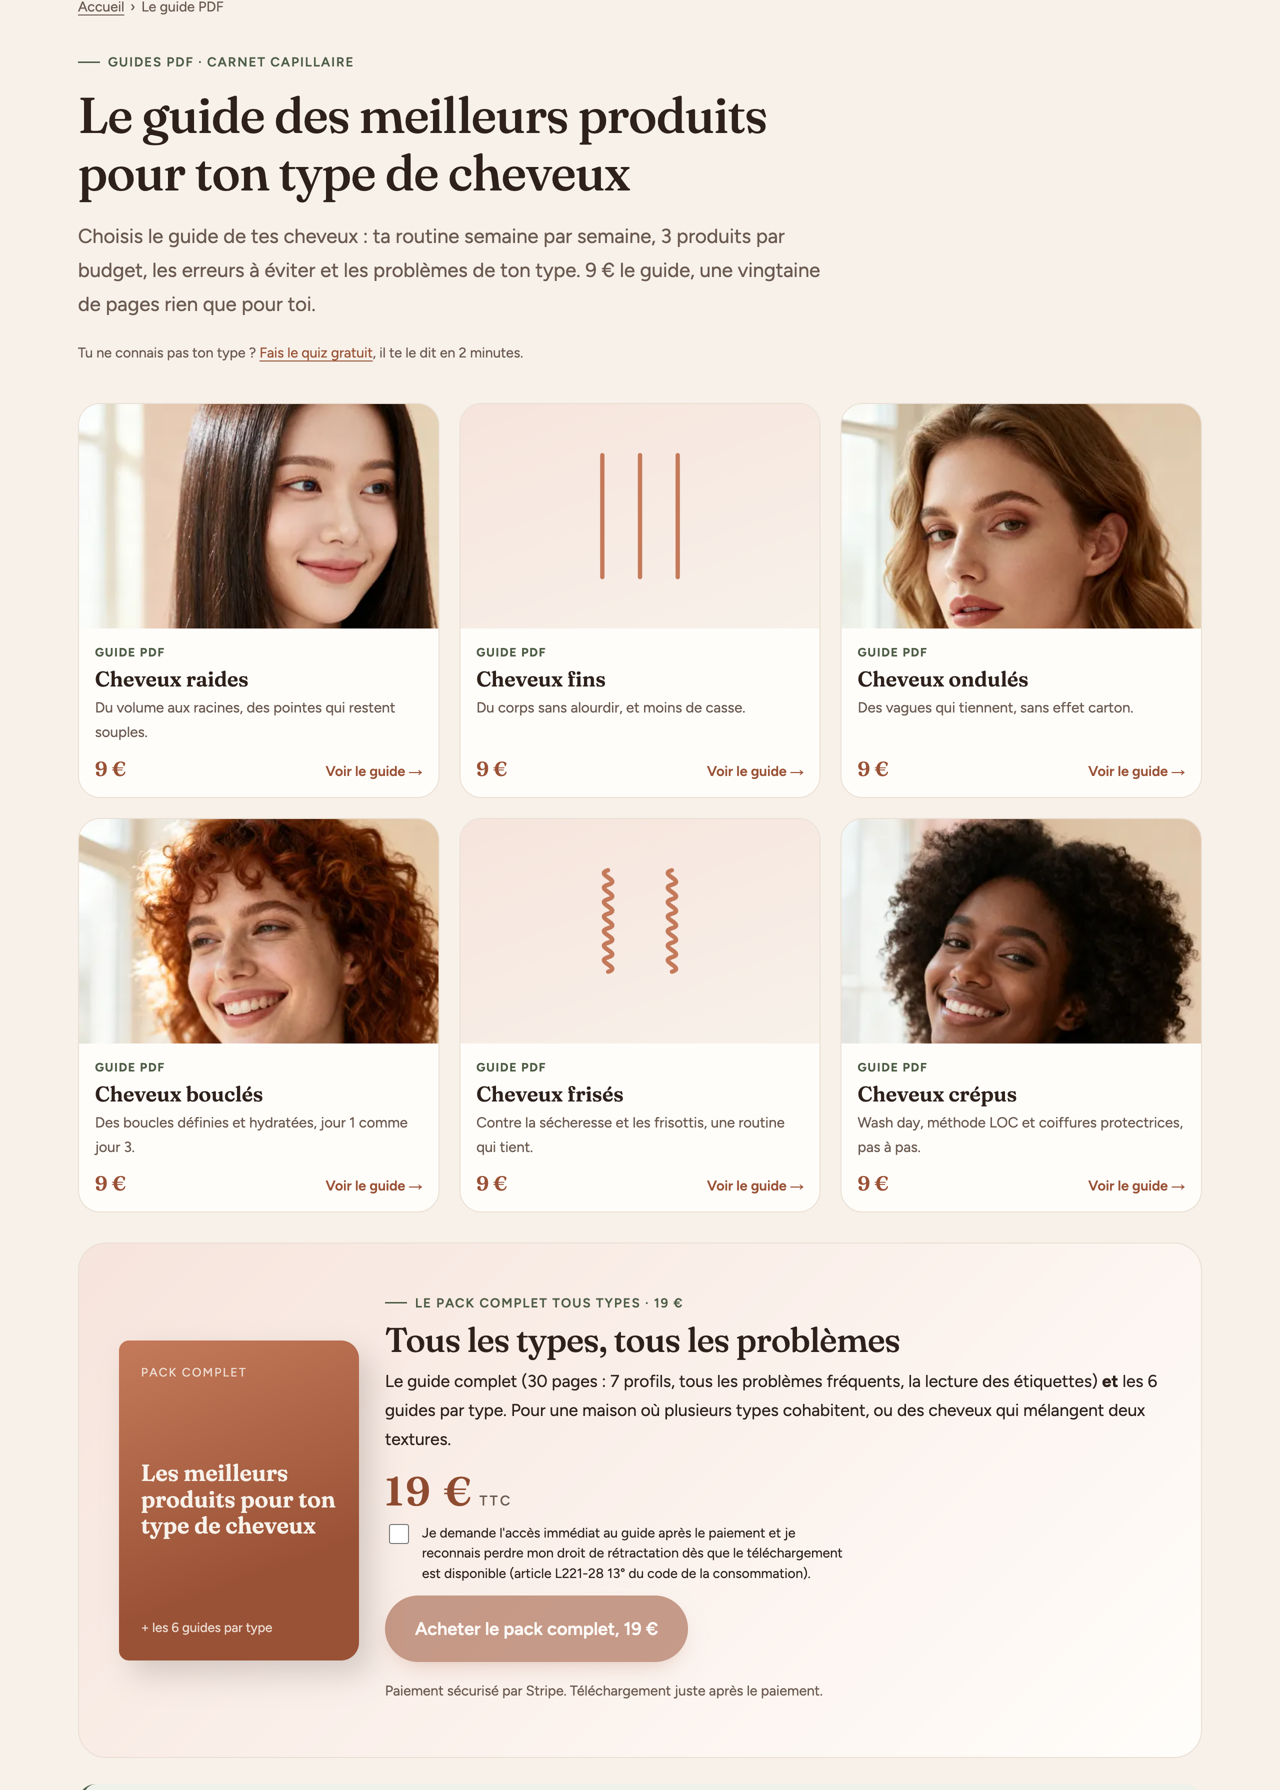 Accueil › Le guide PDF
GUIDES PDF · CARNET CAPILLAIRE
Le guide des meilleurs produits
pour ton type de cheveux
Choisis le guide de tes cheveux : ta routine semaine par semaine, 3 produits par
budget, les erreurs à éviter et les problèmes de ton type. 9 € le guide, une vingtaine
de pages rien que pour toi.
Tu ne connais pas ton type ? Fais le quiz gratuit, il te le dit en 2 minutes.
GUIDE PDF
Cheveux raides
Du volume aux racines, des pointes qui restent
souples.
9 €
Voir le guide →
GUIDE PDF
Cheveux fins
Du corps sans alourdir, et moins de casse.
9 €
Voir le guide →
GUIDE PDF
Cheveux ondulés
Des vagues qui tiennent, sans effet carton.
9 €
Voir le guide →
GUIDE PDF
Cheveux bouclés
Des boucles définies et hydratées, jour 1 comme
jour 3.
9 €
Voir le guide →
GUIDE PDF
Cheveux frisés
Contre la sécheresse et les frisottis, une routine
qui tient.
9 €
Voir le guide →
GUIDE PDF
Cheveux crépus
Wash day, méthode LOC et coiffures protectrices,
pas à pas.
9 €
Voir le guide →
PACK COMPLET
Les meilleurs
produits pour ton
type de cheveux
+ les 6 guides par type
LE PACK COMPLET TOUS TYPES · 19 €
Tous les types, tous les problèmes
Le guide complet (30 pages : 7 profils, tous les problèmes fréquents, la lecture des étiquettes) et les 6
guides par type. Pour une maison où plusieurs types cohabitent, ou des cheveux qui mélangent deux
textures.
19 € TTC
Je demande l'accès immédiat au guide après le paiement et je
reconnais perdre mon droit de rétractation dès que le téléchargement
est disponible (article L221-28 13° du code de la consommation).
Acheter le pack complet, 19 €
Paiement sécurisé par Stripe. Téléchargement juste après le paiement.